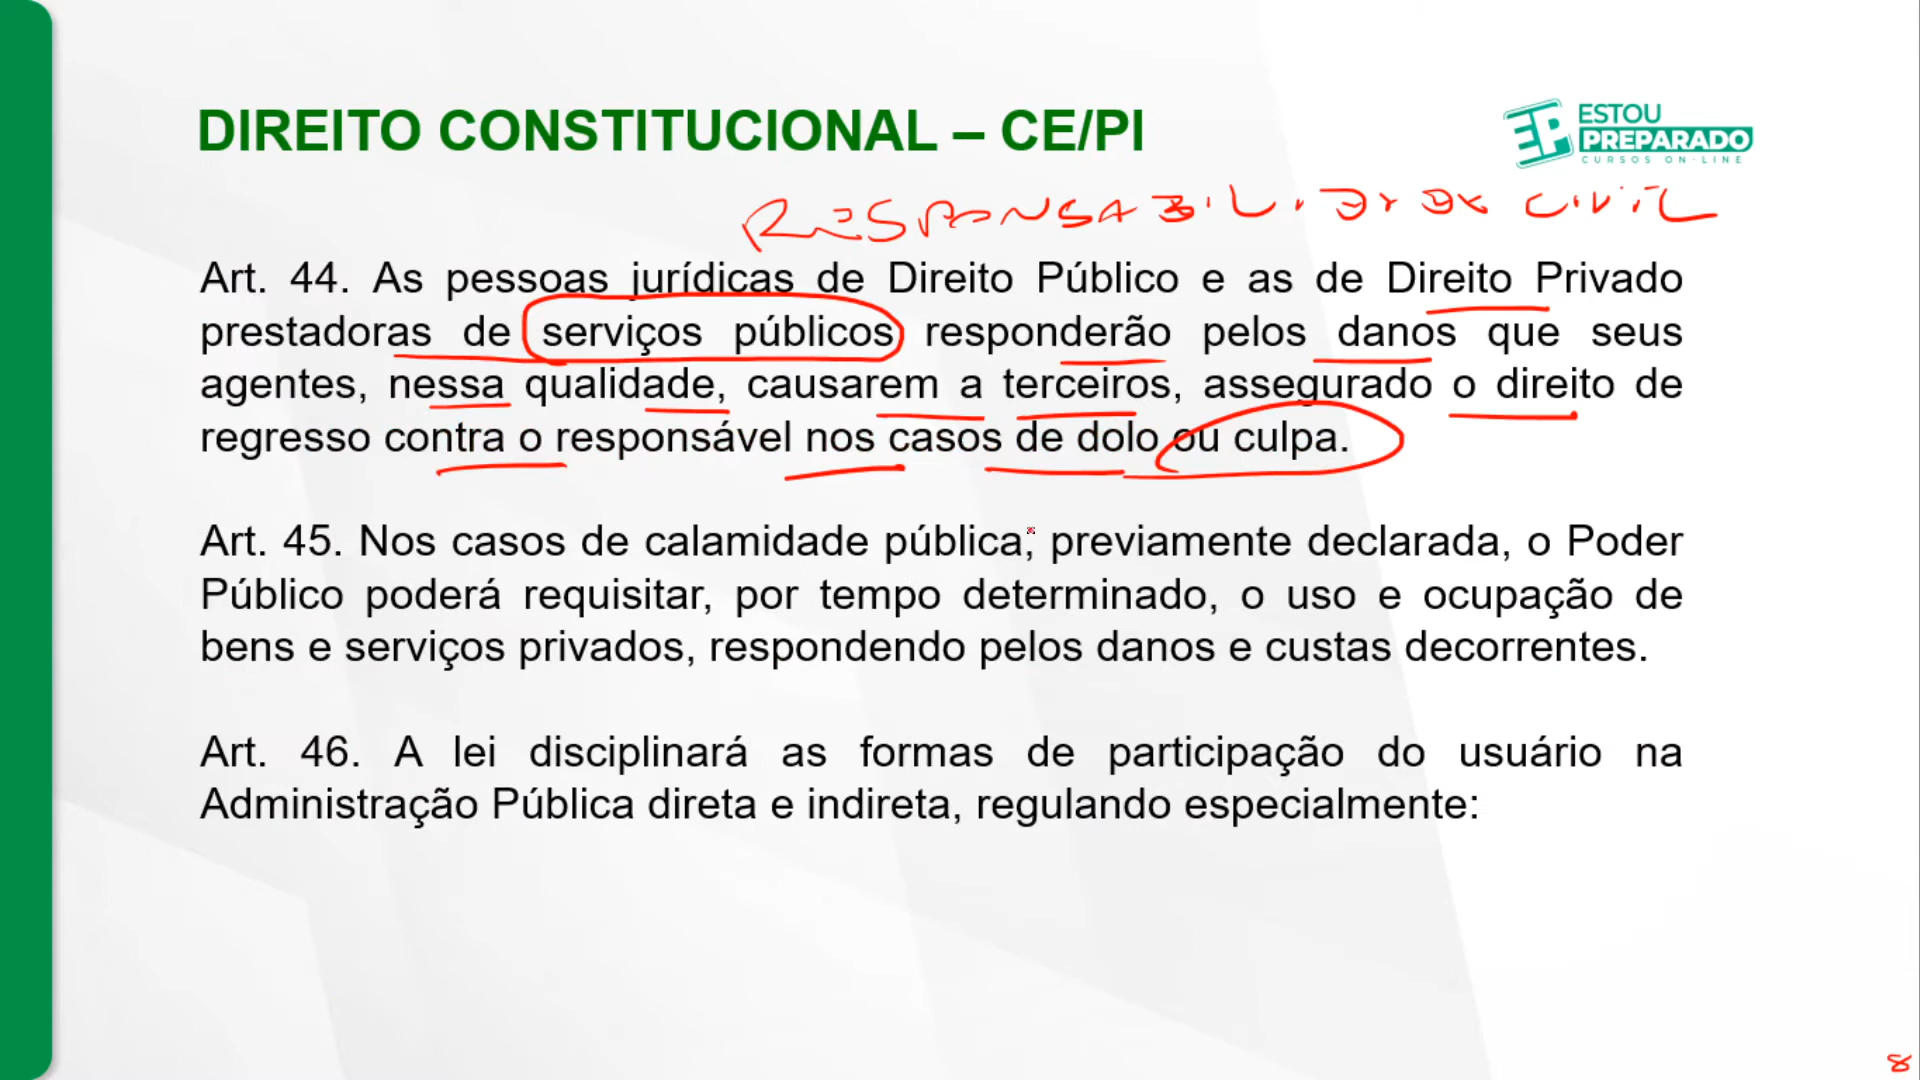 DIREITO CONSTITUCIONAL – CE/PI
EP ESTOU
PREPARADO
CURSOS ON-LINE
RESPONSABILIDADE CIVIL
Art. 44. As pessoas jurídicas de Direito Público e as de Direito Privado
prestadoras de serviços públicos responderão pelos danos que seus
agentes, nessa qualidade, causarem a terceiros, assegurado o direito de
regresso contra o responsável nos casos de dolo ou culpa.
Art. 45. Nos casos de calamidade pública, previamente declarada, o Poder
Público poderá requisitar, por tempo determinado, o uso e ocupação de
bens e serviços privados, respondendo pelos danos e custas decorrentes.
Art. 46. A lei disciplinará as formas de participação do usuário na
Administração Pública direta e indireta, regulando especialmente:
8